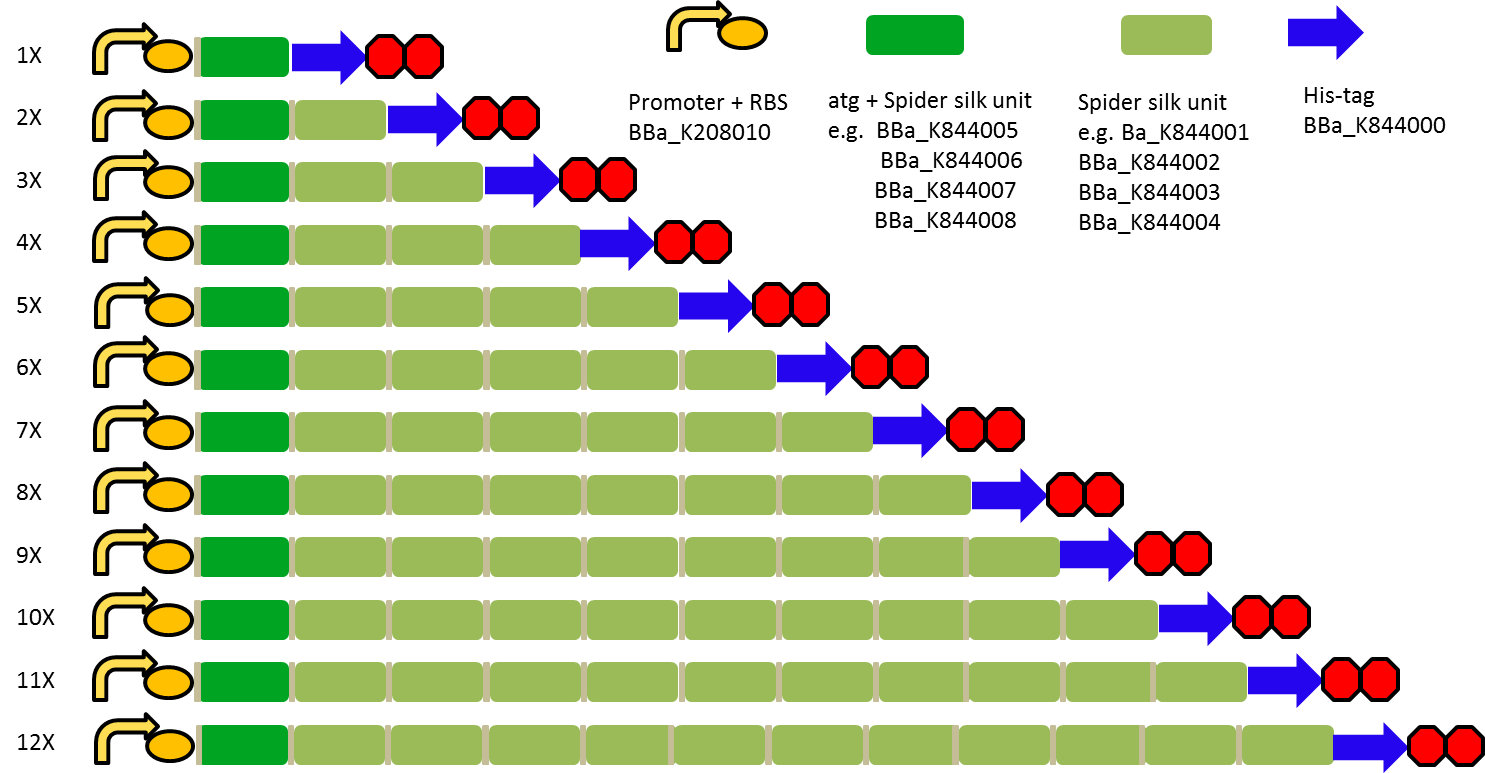 1X
2X
3X
4X
5X
6X
7X
8X
9X
10X
11X
12X
Promoter + RBS
BBa_K208010
atg + Spider silk unit
e.g. BBa_K844005
BBa_K844006
BBa_K844007
BBa_K844008
Spider silk unit
e.g. Ba_K844001
BBa_K844002
BBa_K844003
BBa_K844004
His-tag
BBa_K844000